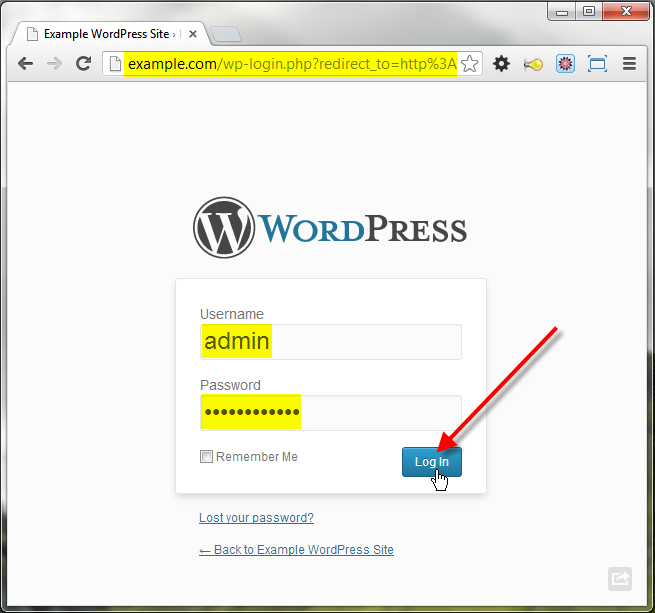 Example WordPress Site ›
example.com/wp-login.php?redirect_to=http%3A
WORDPRESS
Username
admin
Password
••••••••••••
Remember Me
Log In
Lost your password?
← Back to Example WordPress Site